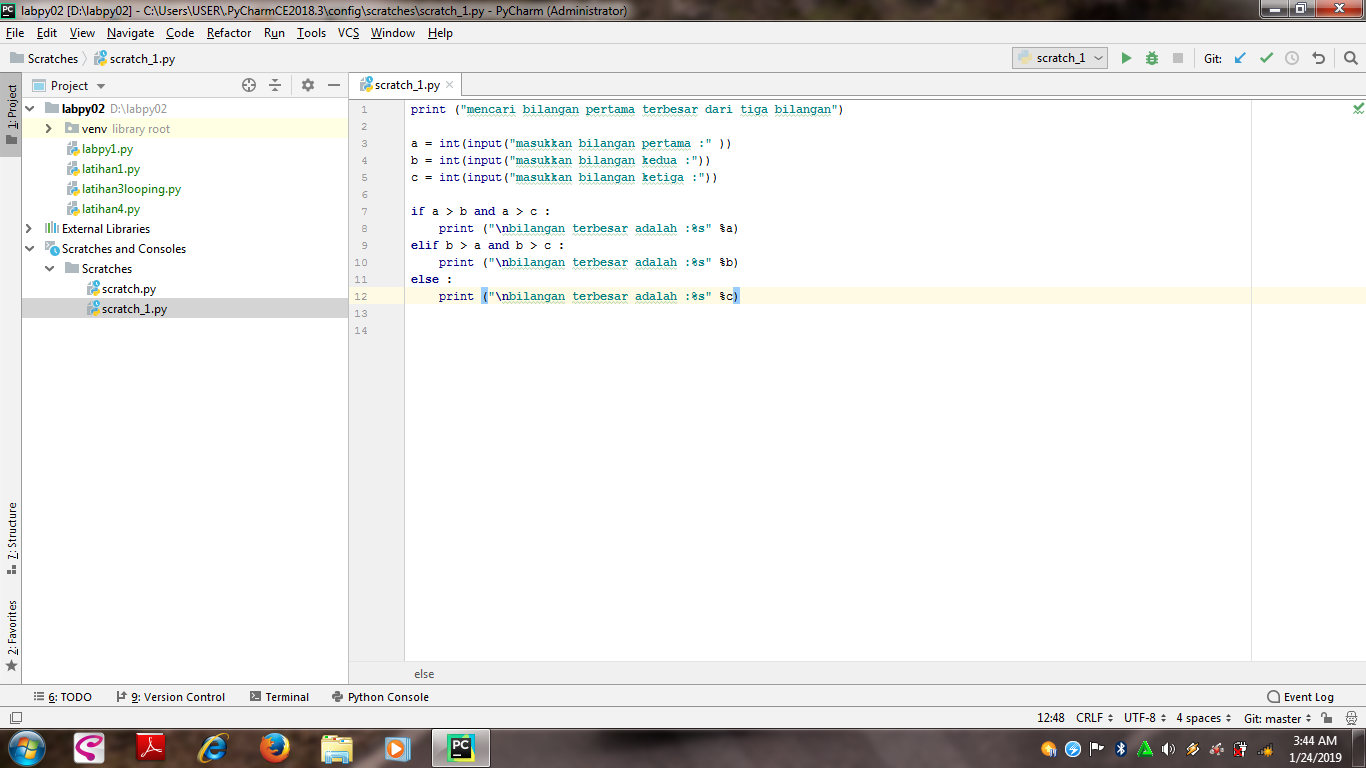 labpy02 [D:\labpy02] - C:\Users\USER\.PyCharmCE2018.3\config\scratches\scratch_1.py - PyCharm (Administrator)
File Edit View Navigate Code Refactor Run Tools VCS Window Help
Scratches scratch_1.py
scratch_1 Git:
1: Project
Project
labpy02 D:\labpy02
venv library root
labpy1.py
latihan1.py
latihan3looping.py
latihan4.py
External Libraries
Scratches and Consoles
Scratches
scratch.py
scratch_1.py
7: Structure
2: Favorites
scratch_1.py
1 print ("mencari bilangan pertama terbesar dari tiga bilangan")
2
3 a = int(input("masukkan bilangan pertama :" ))
4 b = int(input("masukkan bilangan kedua :"))
5 c = int(input("masukkan bilangan ketiga :"))
6
7 if a > b and a > c :
8 print ("\nbilangan terbesar adalah :%s" %a)
9 elif b > a and b > c :
10 print ("\nbilangan terbesar adalah :%s" %b)
11 else :
12 print ("\nbilangan terbesar adalah :%s" %c)
13
14
else
6: TODO 9: Version Control Terminal Python Console Event Log
12:48 CRLF UTF-8 4 spaces Git: master
PC
3:44 AM
1/24/2019